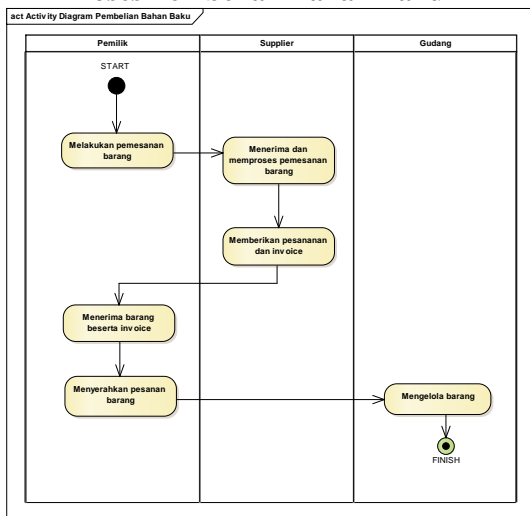 act Activity Diagram Pembelian Bahan Baku
Pemilik
Supplier
Gudang
START
Melakukan pemesanan
barang
Menerima dan
memproses pemesanan
barang
Memberikan pesananan
dan invoice
Menerima barang
beserta invoice
Menyerahkan pesanan
barang
Mengelola barang
FINISH